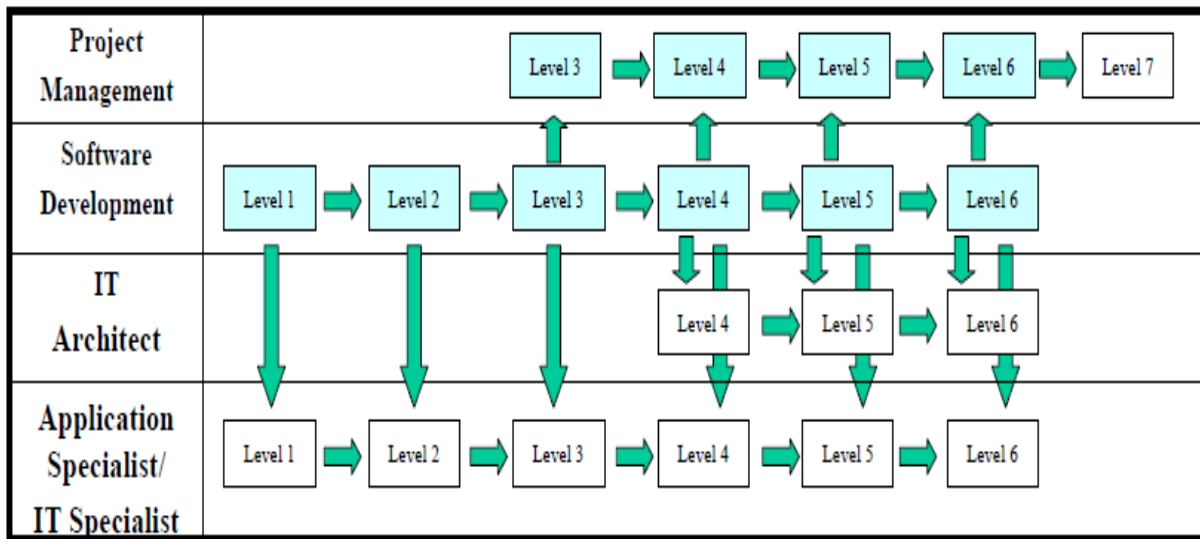 Project
Management
Level 3
Level 4
Level 5
Level 6
Level 7
Software
Development
Level 1
Level 2
Level 3
Level 4
Level 5
Level 6
IT
Architect
Level 4
Level 5
Level 6
Application
Specialist/
IT Specialist
Level 1
Level 2
Level 3
Level 4
Level 5
Level 6